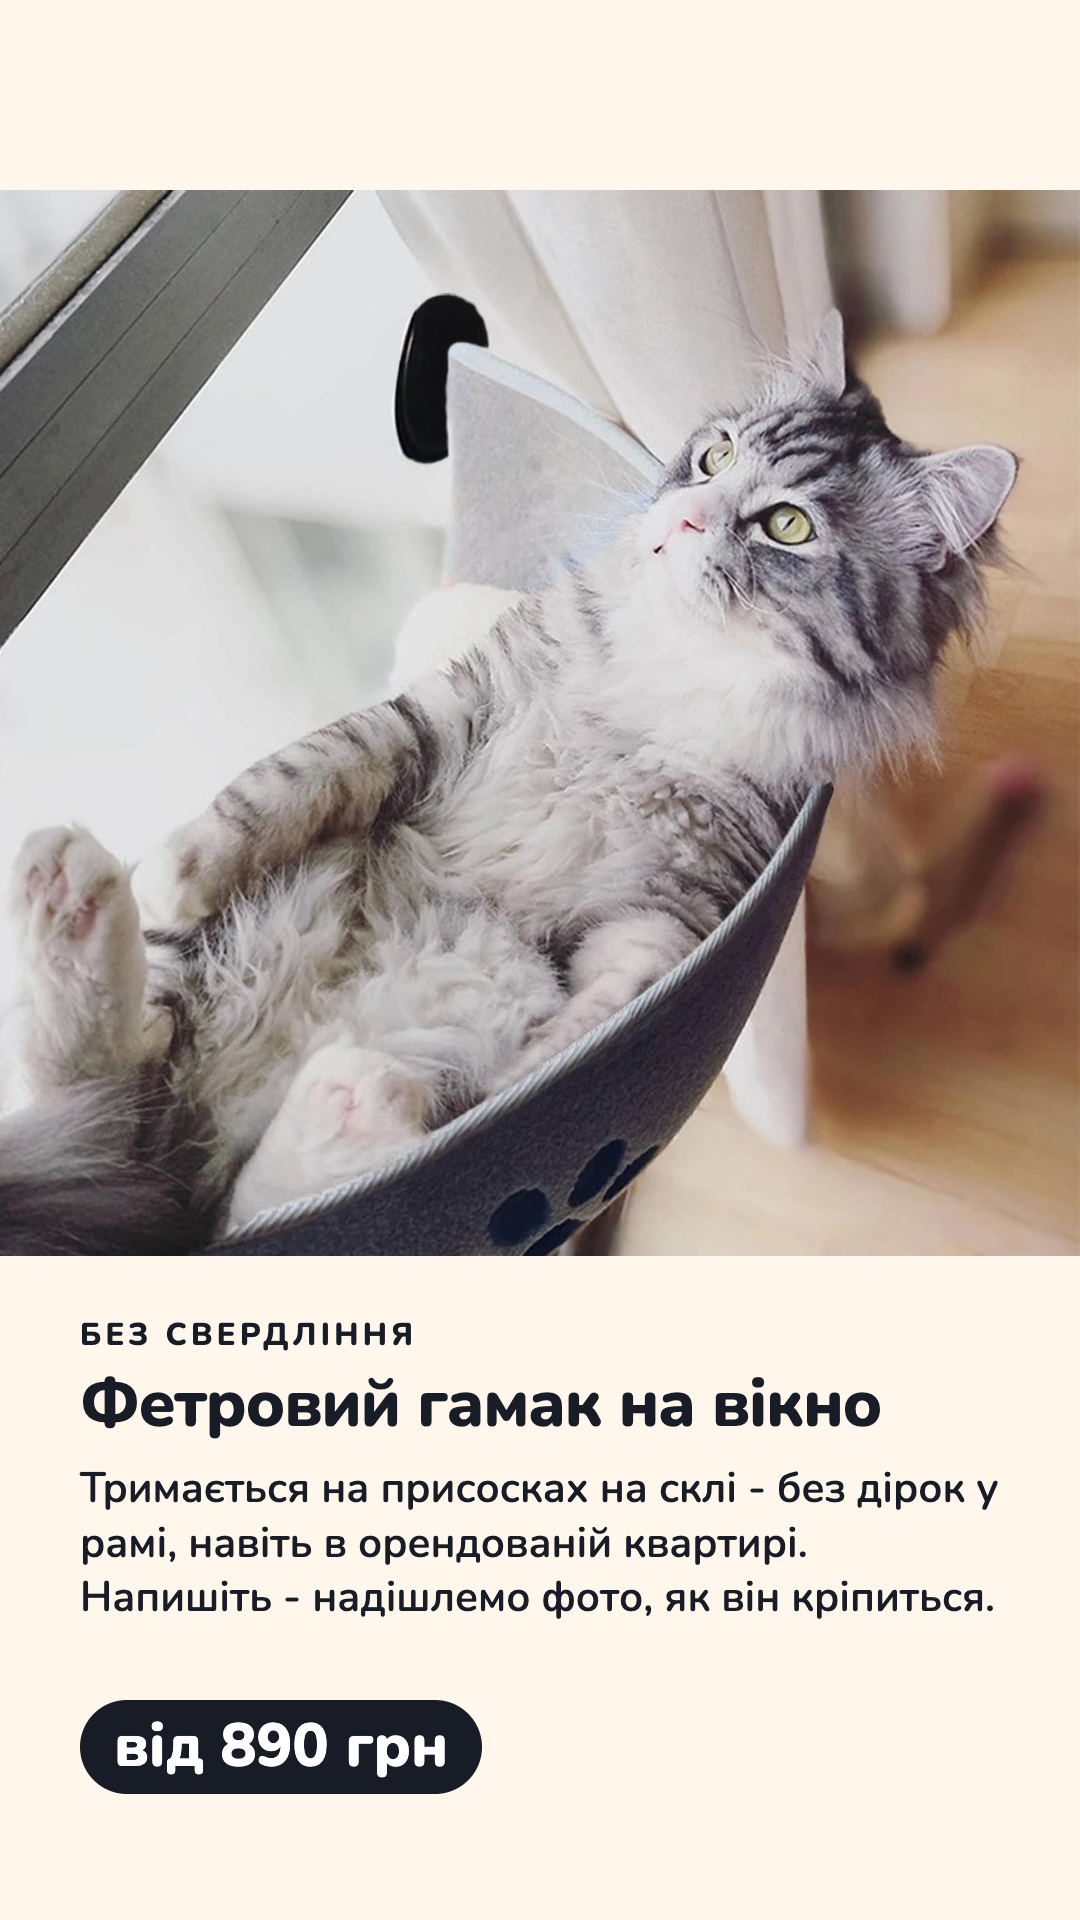 БЕЗ СВЕРДЛІННЯ
Фетровий гамак на вікно
Тримається на присосках на склі - без дірок у
рамі, навіть в орендованій квартирі.
Напишіть - надішлемо фото, як він кріпиться.
від 890 грн